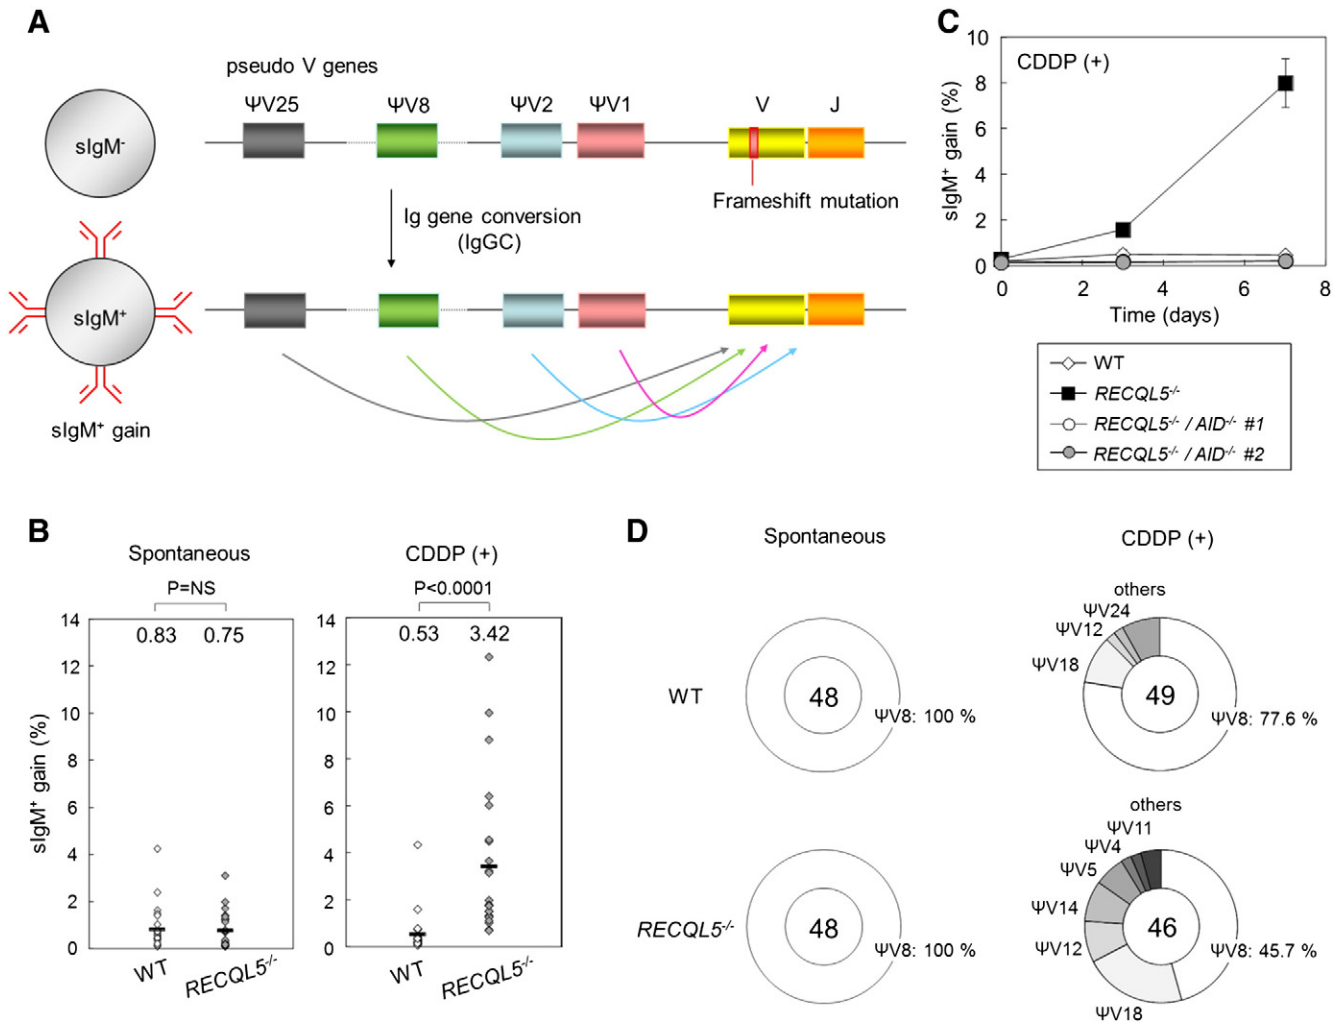 A
pseudo V genes
ΨV25
ΨV8
ΨV2
ΨV1
V
J
sIgM-
Frameshift mutation
Ig gene conversion
(IgGC)
sIgM+
sIgM+ gain
C
CDDP (+)
sIgM+ gain (%)
10
8
6
4
2
0
0
2
4
6
8
Time (days)
WT
RECQL5-/-
RECQL5-/- / AID-/- #1
RECQL5-/- / AID-/- #2
B
Spontaneous
P=NS
CDDP (+)
P<0.0001
sIgM+ gain (%)
14
12
10
8
6
4
2
0
0.83
0.75
WT
RECQL5-/-
14
12
10
8
6
4
2
0
0.53
3.42
WT
RECQL5-/-
D
Spontaneous
CDDP (+)
WT
48
ΨV8: 100 %
others
ΨV24
ΨV12
ΨV18
49
ΨV8: 77.6 %
RECQL5-/-
48
ΨV8: 100 %
others
ΨV11
ΨV4
ΨV5
ΨV14
ΨV12
ΨV18
46
ΨV8: 45.7 %